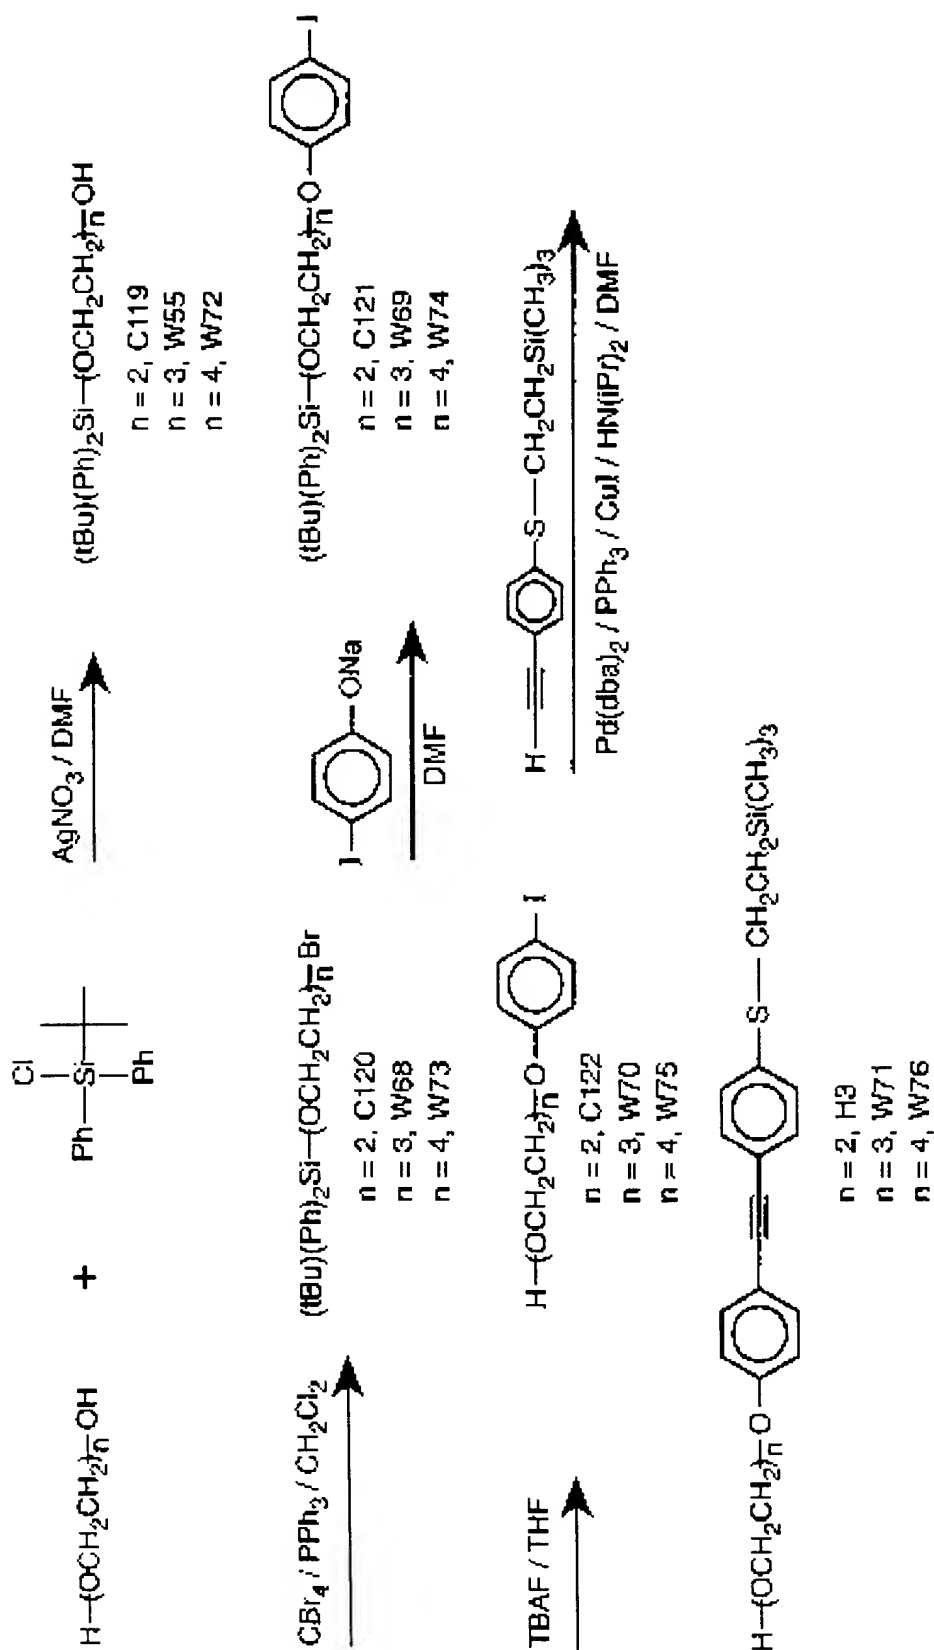 H—(OCH₂CH₂)ₙ—OH + Ph—Si—Cl Ph AgNO₃ / DMF (tBu)(Ph)₂Si—(OCH₂CH₂)ₙ—OH
n = 2, C119
n = 3, W55
n = 4, W72
CBr₄ / PPh₃ / CH₂Cl₂ (tBu)(Ph)₂Si—(OCH₂CH₂)ₙ—Br I—ONa DMF (tBu)(Ph)₂Si—(OCH₂CH₂)ₙ—O—I
n = 2, C120 n = 2, C121
n = 3, W68 n = 3, W69
n = 4, W73 n = 4, W74
TBAF / THF H—(OCH₂CH₂)ₙ—O—I H—≡—S—CH₂CH₂Si(CH₃)₃
Pd(dba)₂ / PPh₃ / CuI / HN(iPr)₂ / DMF
n = 2, C122
n = 3, W70
n = 4, W75
H—(OCH₂CH₂)ₙ—O—≡—S—CH₂CH₂Si(CH₃)₃
n = 2, H3
n = 3, W71
n = 4, W76